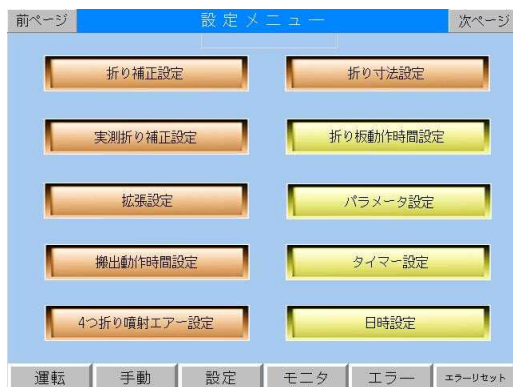 前ページ
設定メニュー
次ページ
折り補正設定
折り寸法設定
実測折り補正設定
折り板動作時間設定
拡張設定
パラメータ設定
搬出動作時間設定
タイマー設定
4つ折り噴射エアー設定
日時設定
運転
手動
設定
モニタ
エラー
エラーリセット